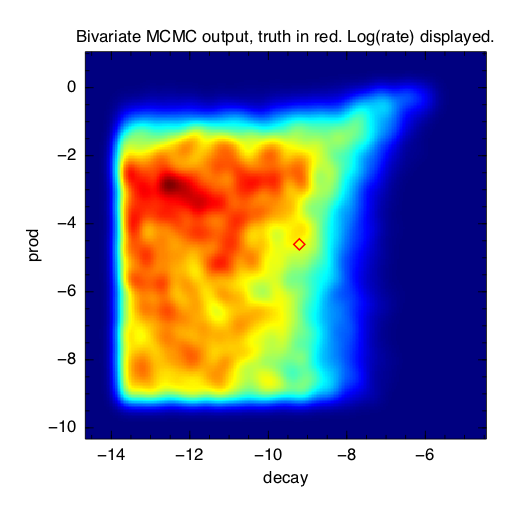 Bivariate MCMC output, truth in red. Log(rate) displayed.
0
−2
−4
−6
−8
−10
prod
−14 −12 −10 −8 −6
decay